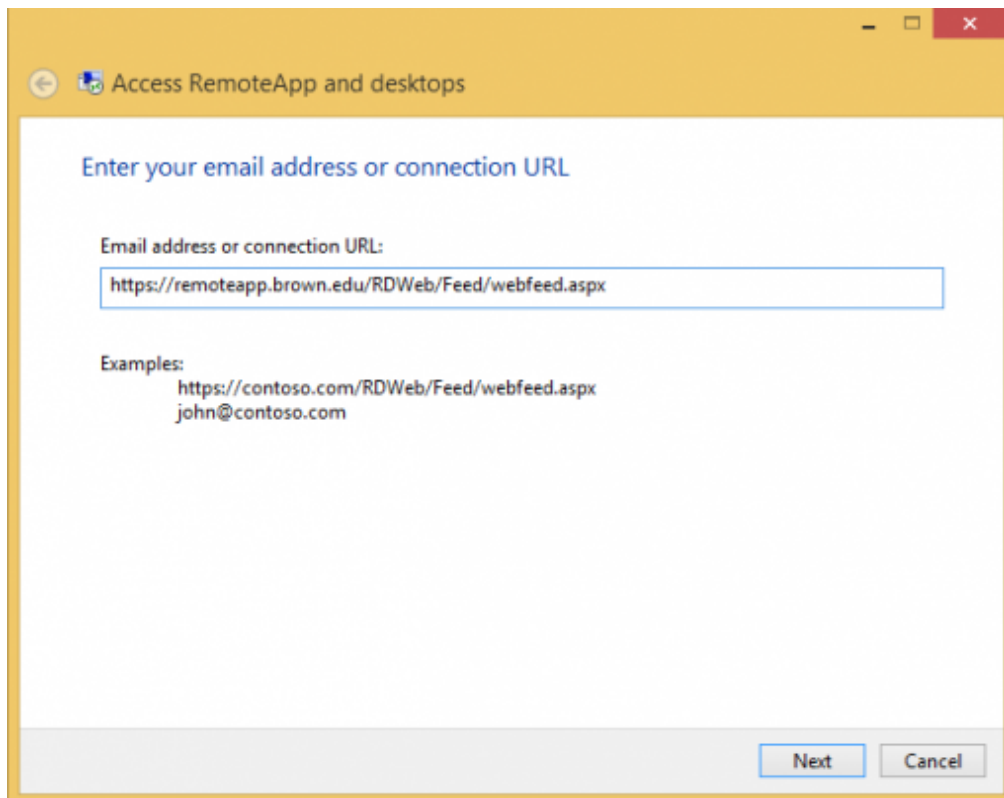 Access RemoteApp and desktops
Enter your email address or connection URL
Email address or connection URL:
https://remoteapp.brown.edu/RDWeb/Feed/webfeed.aspx
Examples:
https://contoso.com/RDWeb/Feed/webfeed.aspx
john@contoso.com
Next Cancel